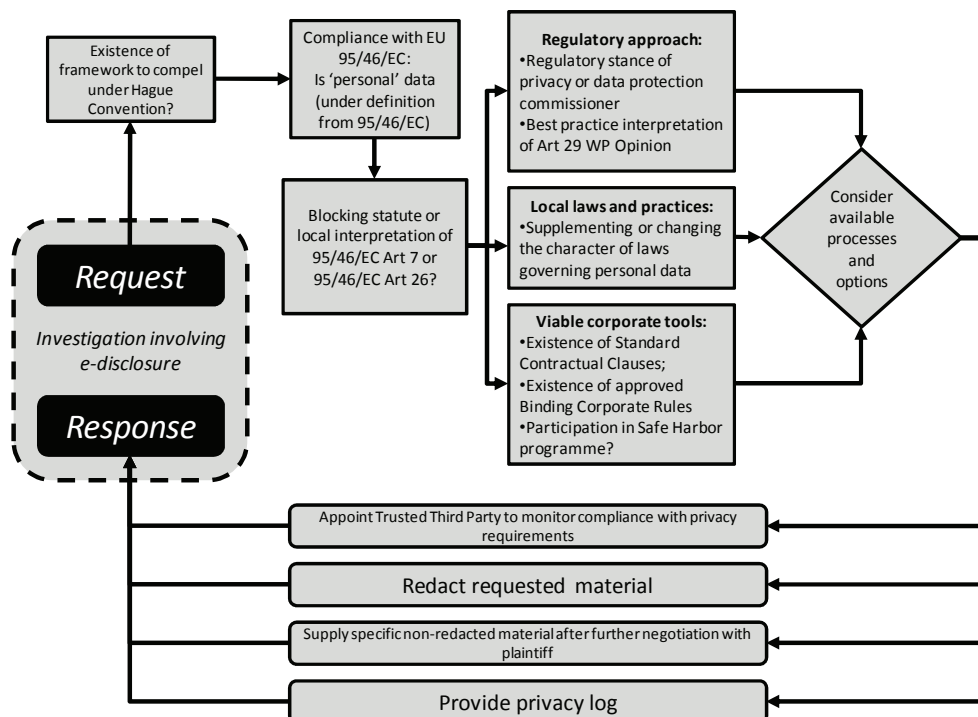 Existence of
framework to compel
under Hague
Convention?
Compliance with EU
95/46/EC:
Is ‘personal’ data
(under definition
from 95/46/EC)
Blocking statute or
local interpretation of
95/46/EC Art 7 or
95/46/EC Art 26?
Regulatory approach:
•Regulatory stance of
privacy or data protection
commissioner
•Best practice interpretation
of Art 29 WP Opinion
Local laws and practices:
•Supplementing or changing
the character of laws
governing personal data
Viable corporate tools:
•Existence of Standard
Contractual Clauses;
•Existence of approved
Binding Corporate Rules
•Participation in Safe Harbor
programme?
Consider
available
processes
and
options
Request
Investigation involving
e-disclosure
Response
Appoint Trusted Third Party to monitor compliance with privacy
requirements
Redact requested material
Supply specific non-redacted material after further negotiation with
plaintiff
Provide privacy log